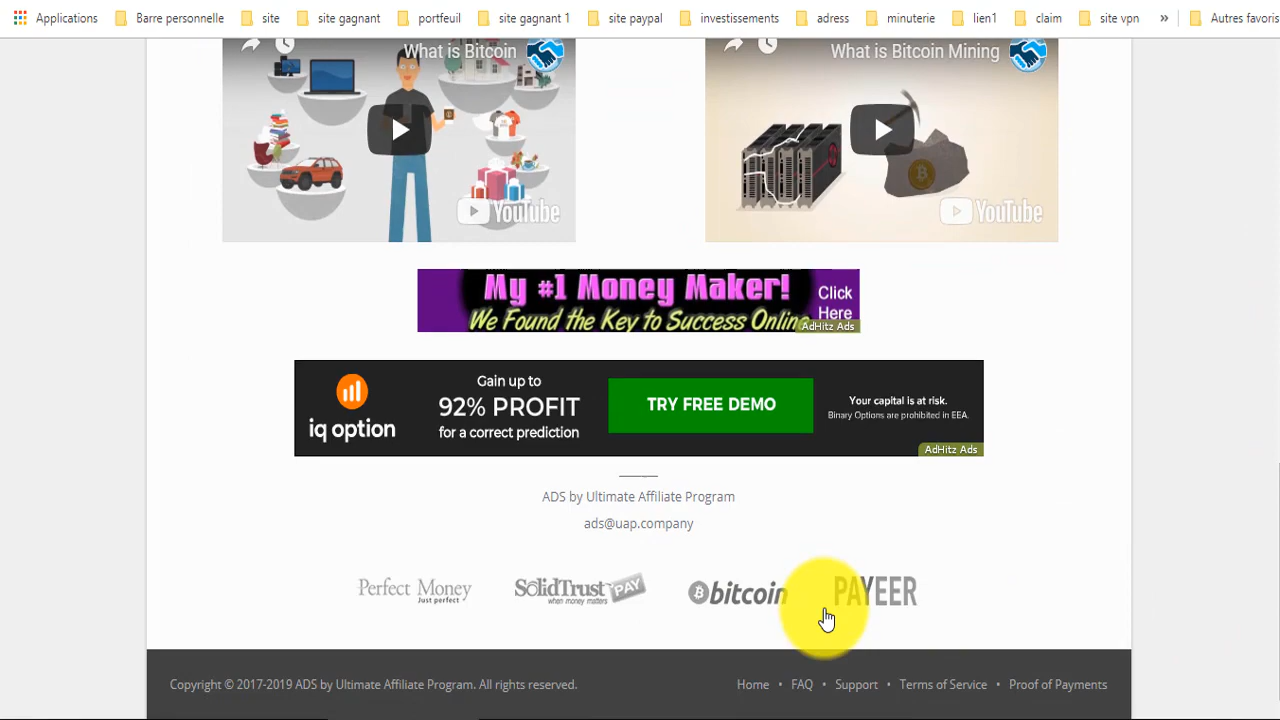 Applications
Barre personnelle
site
site gagnant
portfeuil
site gagnant 1
site paypal
investissements
adress
minuterie
lien1
claim
site vpn
»
Autres favoris
What is Bitcoin
YouTube
What is Bitcoin Mining
YouTube
My #1 Money Maker!
We Found the Key to Success Online
Click
Here
AdHitz Ads
iq option
Gain up to
92% PROFIT
for a correct prediction
TRY FREE DEMO
Your capital is at risk.
Binary Options are prohibited in EEA.
AdHitz Ads
ADS by Ultimate Affiliate Program
ads@uap.company
Perfect Money
Just perfect
SolidTrust PAY
when money matters
bitcoin
PAYEER
Copyright © 2017-2019 ADS by Ultimate Affiliate Program. All rights reserved.
Home • FAQ • Support • Terms of Service • Proof of Payments